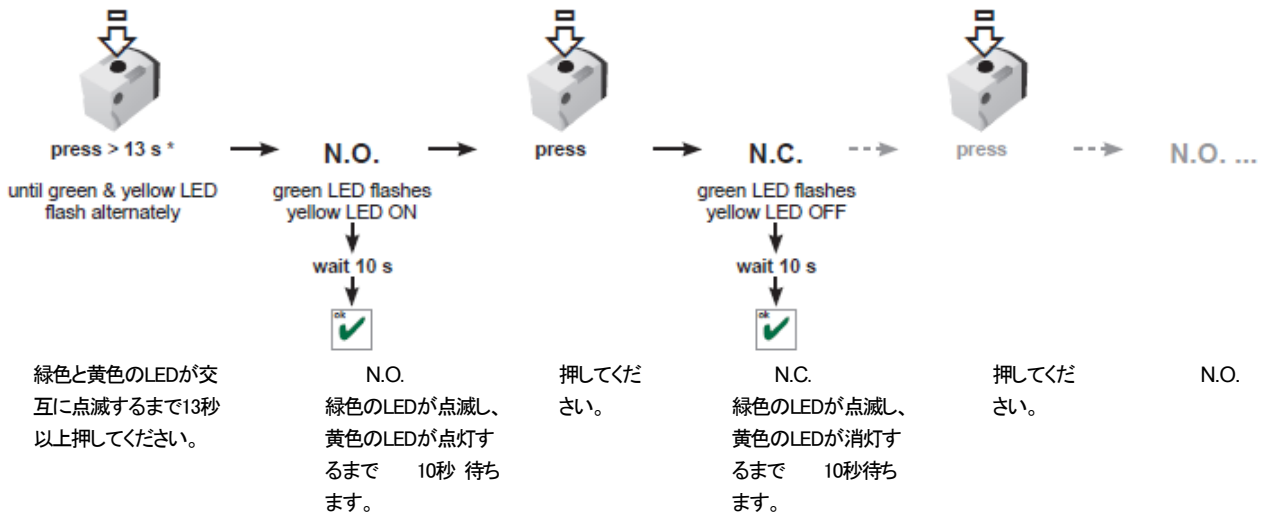 press > 13 s *
until green & yellow LED
flash alternately
N.O.
green LED flashes
yellow LED ON
wait 10 s
ok
press
N.C.
green LED flashes
yellow LED OFF
wait 10 s
ok
press
N.O. ...
緑色と黄色のLEDが交
互に点滅するまで13秒
以上押してください。
N.O.
緑色のLEDが点滅し、
黄色のLEDが点灯す
るまで 10秒 待ち
ます。
押してくだ
さい。
N.C.
緑色のLEDが点滅し、
黄色のLEDが消灯す
るまで 10秒待ち
ます。
押してくだ
さい。
N.O.